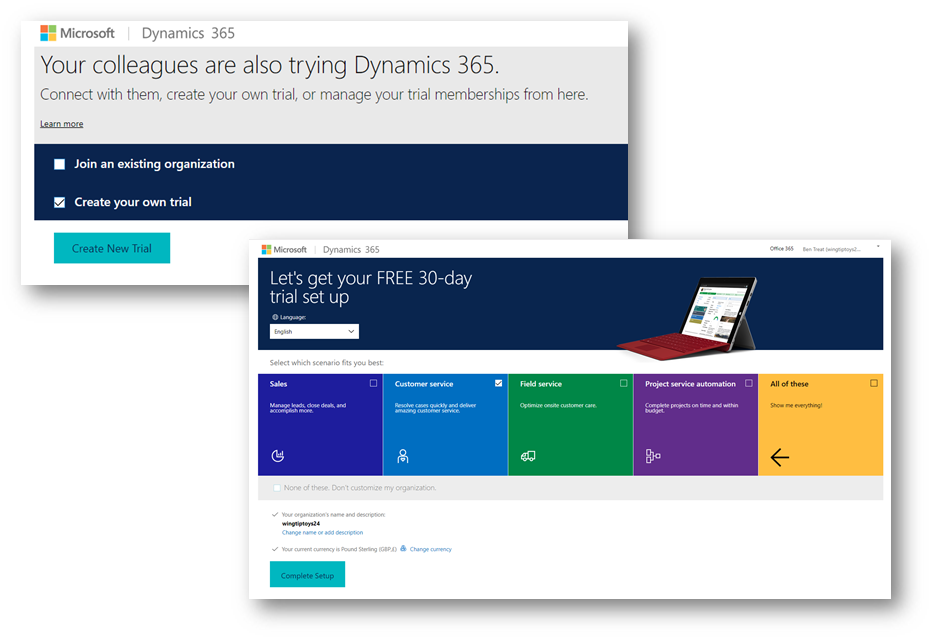 Microsoft | Dynamics 365
Your colleagues are also trying Dynamics 365.
Connect with them, create your own trial, or manage your trial memberships from here.
Learn more
Join an existing organization
Create your own trial
Create New Trial
Microsoft | Dynamics 365
Office 365 Ben Treat (wingtiptoys2...
Let's get your FREE 30-day
trial set up
Language:
English
Select which scenario fits you best:
Sales
Manage leads, close deals, and
accomplish more.
Customer service
Resolve cases quickly and deliver
amazing customer service.
Field service
Optimize onsite customer care.
Project service automation
Complete projects on time and within
budget.
All of these
Show me everything!
None of these. Don't customize my organization.
Your organization's name and description:
wingtiptoys24
Change name or add description
Your current currency is Pound Sterling (GBP,£) Change currency
Complete Setup